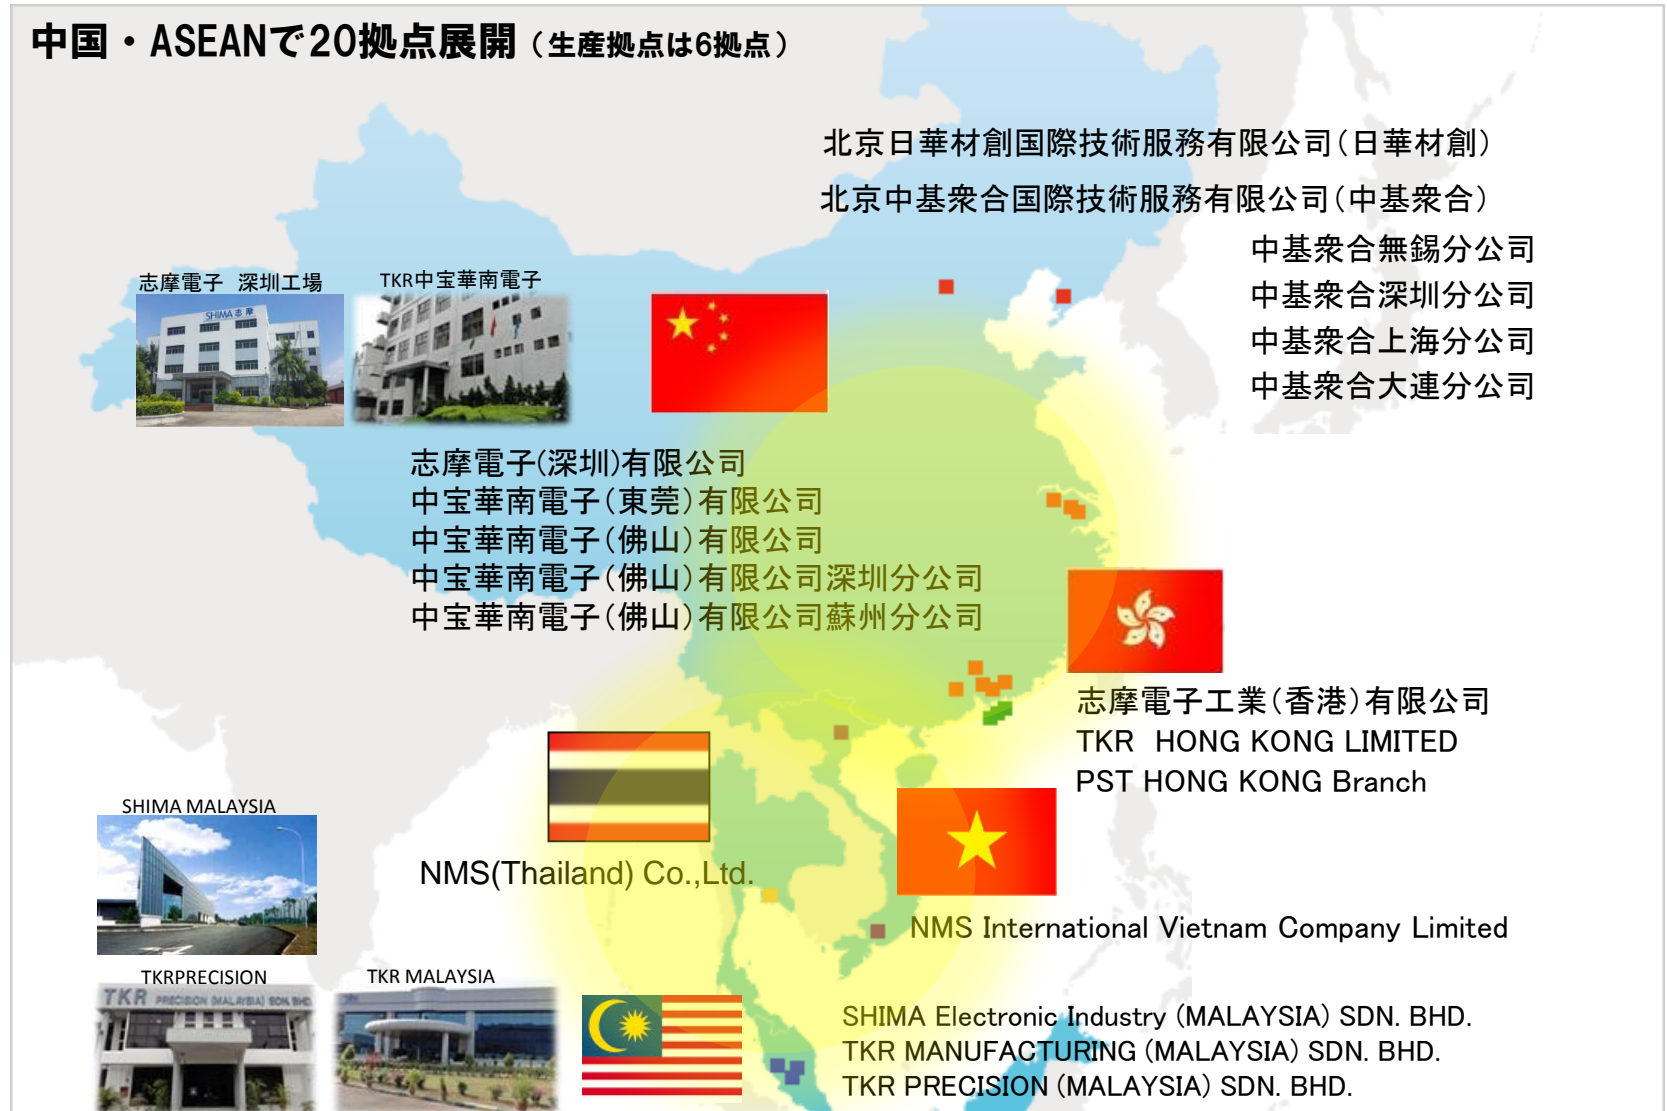 中国・ASEANで20拠点展開（生産拠点は6拠点）
北京日華材創国際技術服務有限公司（日華材創）
北京中基衆合国際技術服務有限公司（中基衆合）
中基衆合無錫分公司
中基衆合深圳分公司
中基衆合上海分公司
中基衆合大連分公司
志摩電子　深圳工場
TKR中宝華南電子
SHIMA志摩
志摩電子(深圳)有限公司
中宝華南電子（東莞）有限公司
中宝華南電子（佛山）有限公司
中宝華南電子（佛山）有限公司深圳分公司
中宝華南電子（佛山）有限公司蘇州分公司
志摩電子工業（香港）有限公司
TKR　HONG KONG LIMITED
PST HONG KONG Branch
NMS(Thailand) Co.,Ltd.
NMS International Vietnam Company Limited
SHIMA MALAYSIA
TKRPRECISION
TKR MALAYSIA
TKR PRECISION (MALAYSIA) SDN. BHD.
SHIMA Electronic Industry (MALAYSIA) SDN. BHD.
TKR MANUFACTURING (MALAYSIA) SDN. BHD.
TKR PRECISION (MALAYSIA) SDN. BHD.